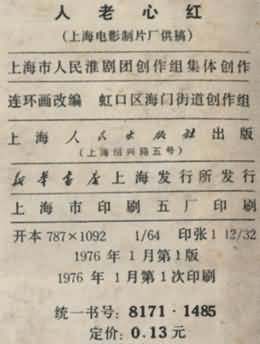 人老心红
(上海电影制片厂供稿)
上海市人民淮剧团创作组集体创作
连环画改编 虹口区海门街道创作组
上海人民出版社出版
(上海绍兴路五号)
新华书店上海发行所发行
上海市印刷五厂印刷
开本 787×1092 1/64 印张 1 12/32
1976 年 1 月第 1 版
1976 年 1 月第 1 次印刷
统一书号：8171·1485
定价：0.13 元